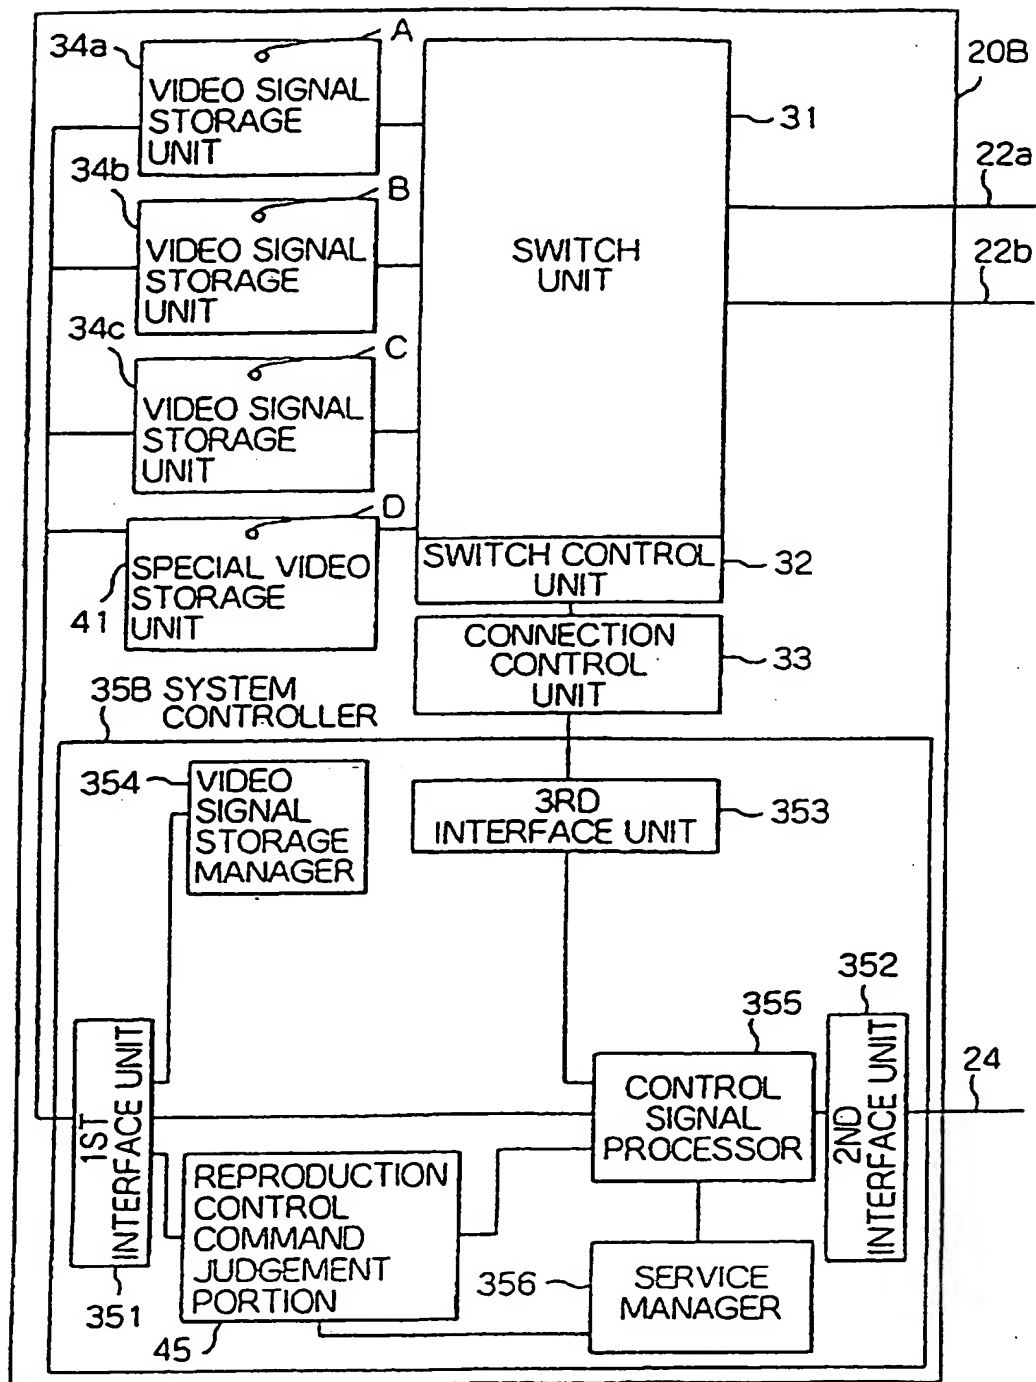 34a
A
VIDEO SIGNAL
STORAGE
UNIT
20B
31
22a
34b
B
VIDEO SIGNAL
STORAGE
UNIT
SWITCH
UNIT
22b
34c
C
VIDEO SIGNAL
STORAGE
UNIT
D
SPECIAL VIDEO
STORAGE
UNIT
41
SWITCH CONTROL
UNIT
32
CONNECTION
CONTROL
UNIT
33
35B SYSTEM
CONTROLLER
354
VIDEO
SIGNAL
STORAGE
MANAGER
3RD
INTERFACE UNIT
353
352
355
1ST
INTERFACE UNIT
351
CONTROL
SIGNAL
PROCESSOR
2ND
INTERFACE UNIT
24
REPRODUCTION
CONTROL
COMMAND
JUDGEMENT
PORTION
45
356
SERVICE
MANAGER